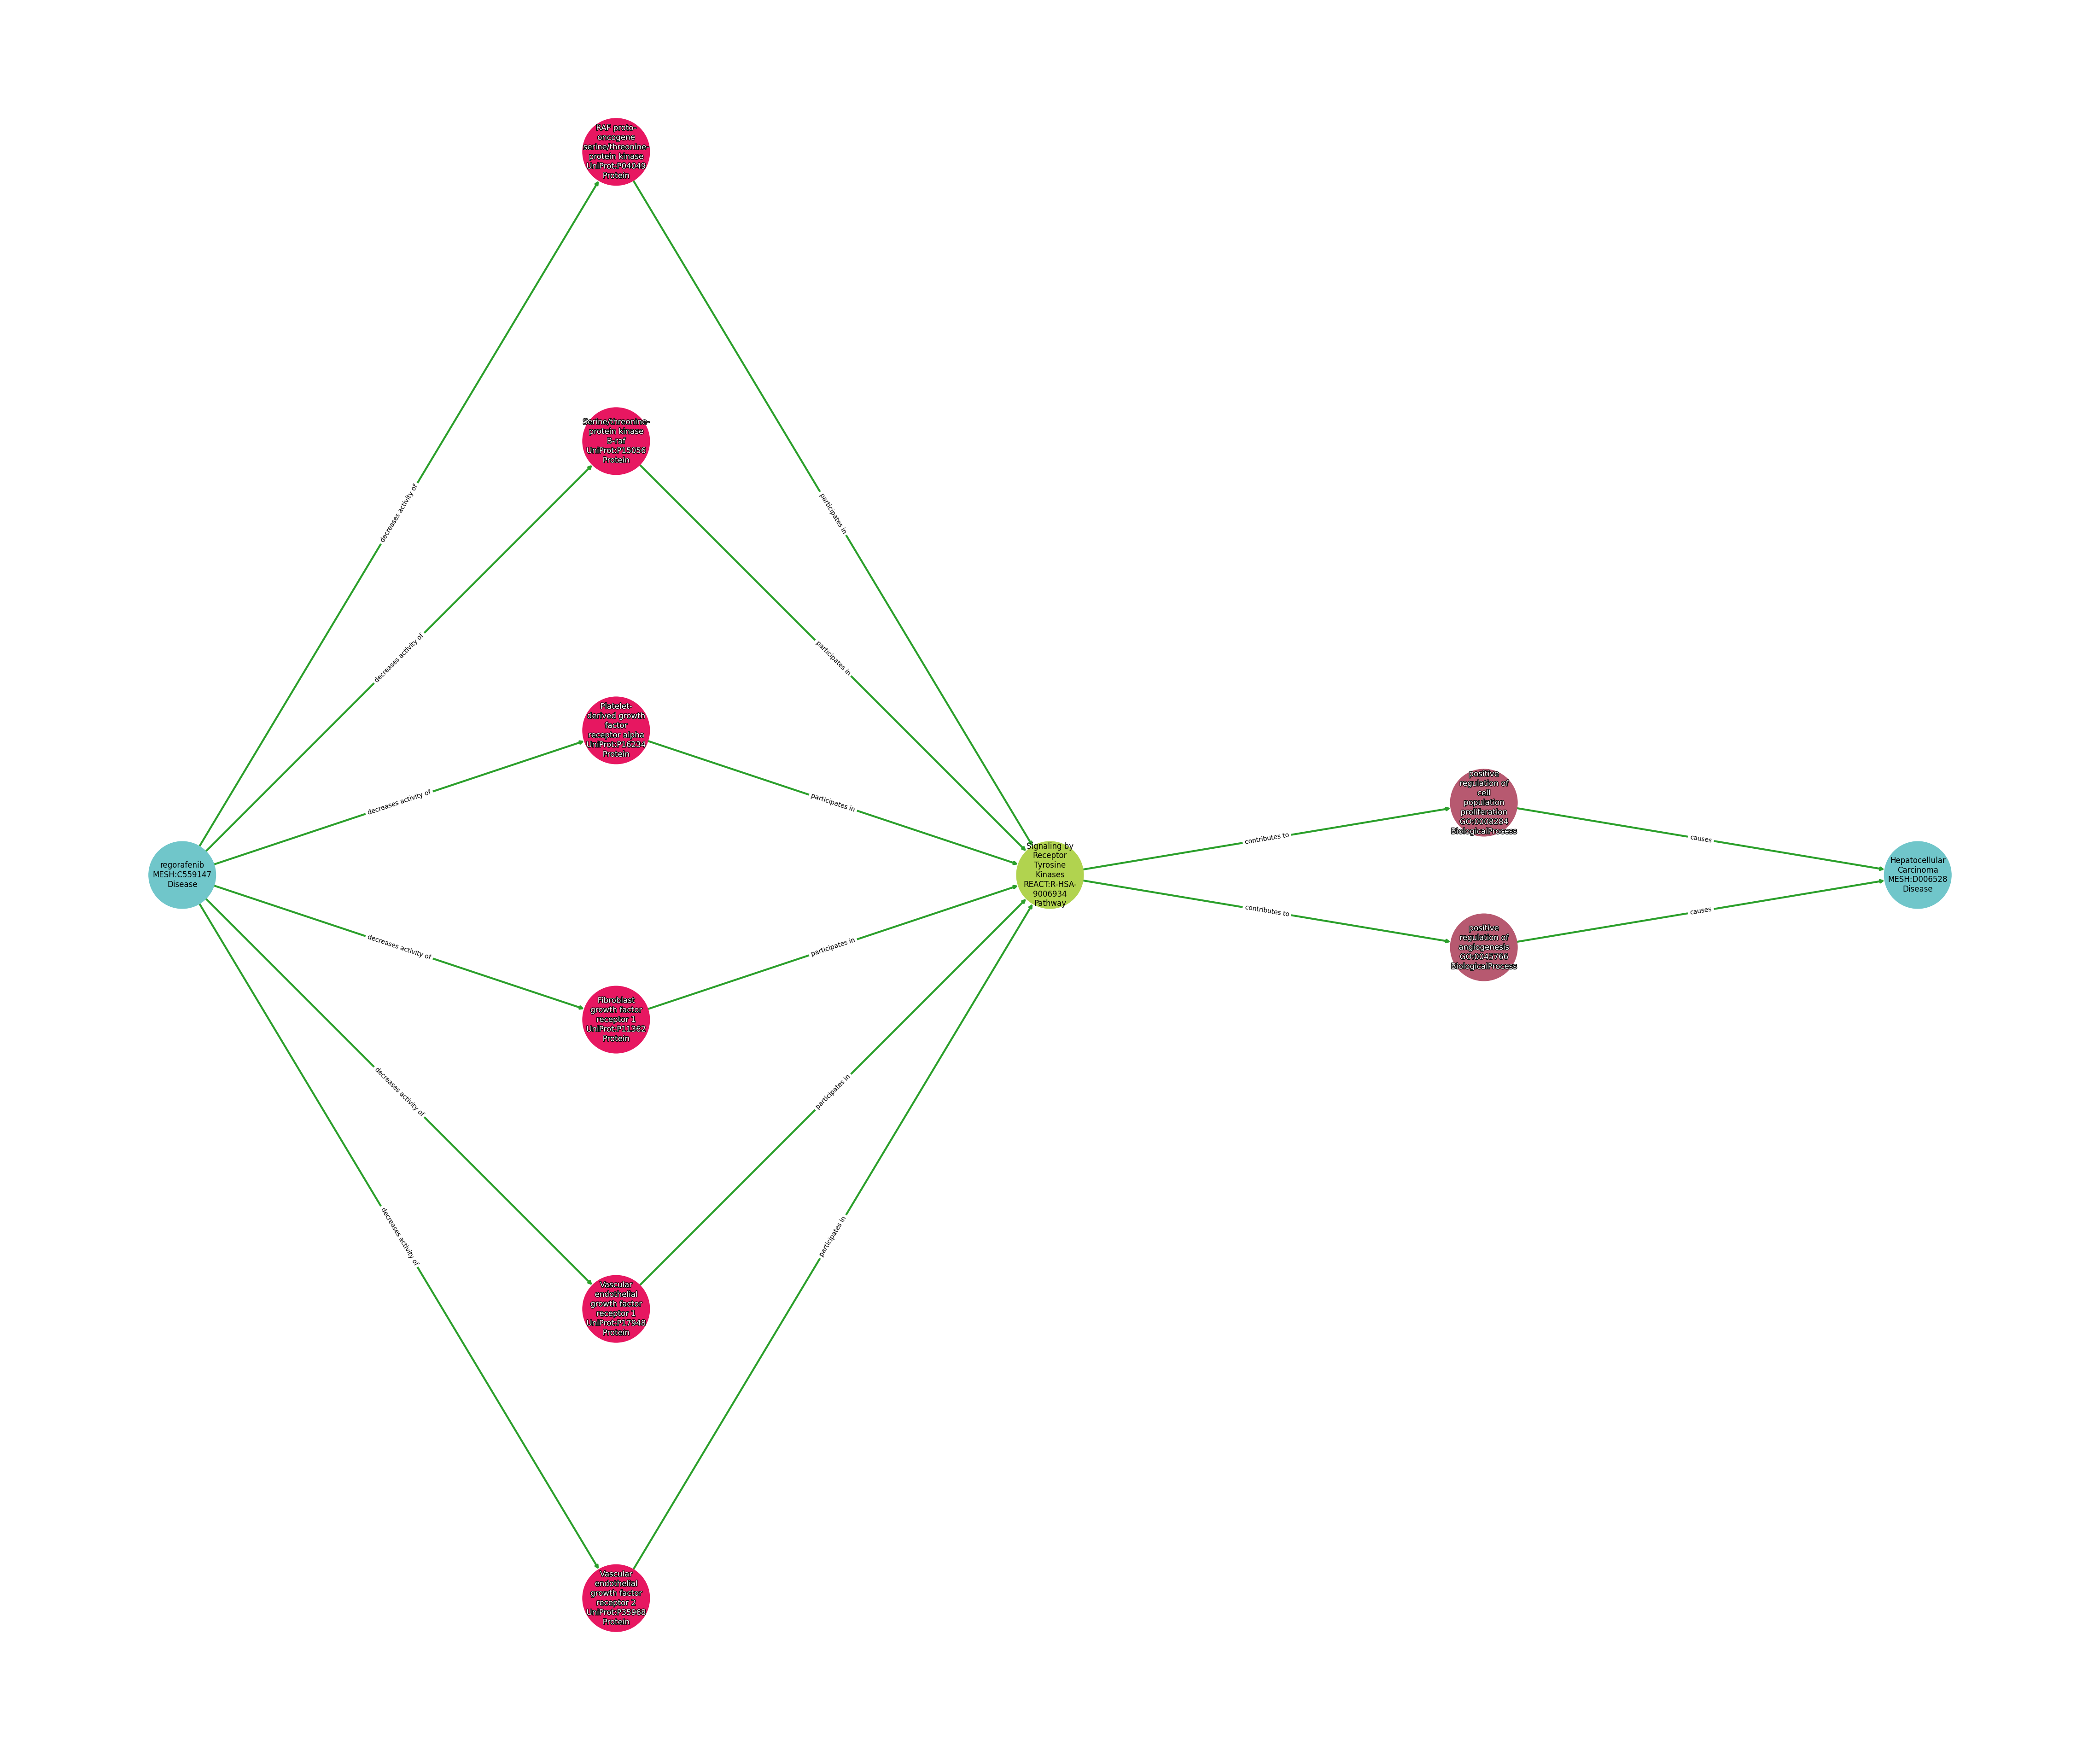 RAF proto-
oncogene
serine/threonine-
protein kinase
UniProt:P04049
Protein
Serine/threonine-
protein kinase
B-raf
UniProt:P15056
Protein
Platelet-
derived growth
factor
receptor alpha
UniProt:P16234
Protein
Fibroblast
growth factor
receptor 1
UniProt:P11362
Protein
Vascular
endothelial
growth factor
receptor 1
UniProt:P17948
Protein
Vascular
endothelial
growth factor
receptor 2
UniProt:P35968
Protein
regorafenib
MESH:C559147
Disease
Signaling by
Receptor
Tyrosine
Kinases
REACT:R-HSA-
9006934
Pathway
positive
regulation of
cell
population
proliferation
GO:0008284
BiologicalProcess
positive
regulation of
angiogenesis
GO:0045766
BiologicalProcess
Hepatocellular
Carcinoma
MESH:D006528
Disease
decreases activity of
decreases activity of
decreases activity of
decreases activity of
decreases activity of
decreases activity of
participates in
participates in
participates in
participates in
participates in
participates in
contributes to
contributes to
causes
causes